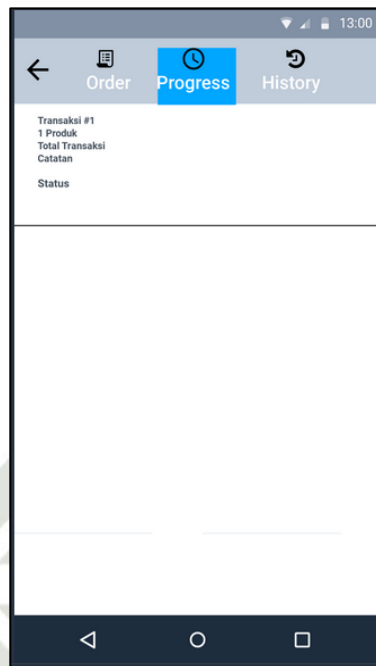 13:00
Order
Progress
History
Transaksi #1
1 Produk
Total Transaksi
Catatan
Status